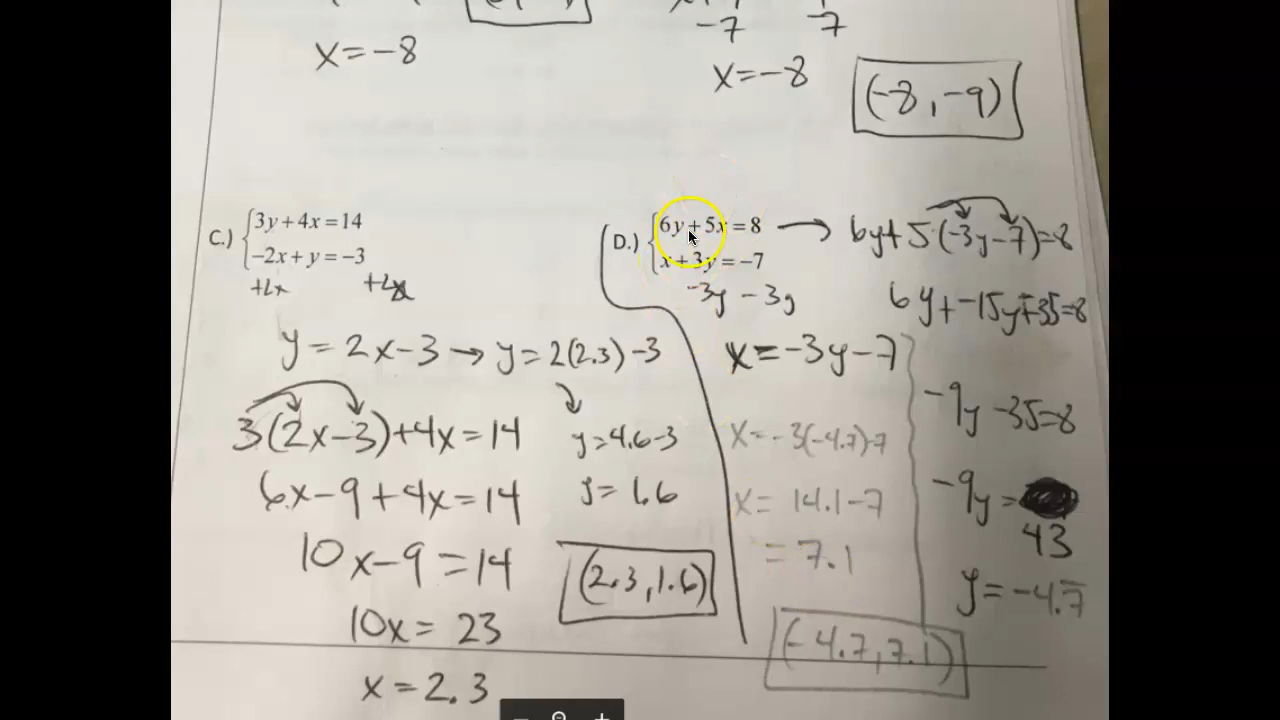 x=-8
-7 -7
x=-8
(-8,-9)
C.) {3y+4x=14
-2x+y=-3
+2x +2x
y=2x-3→y=2(2.3)-3
3(2x-3)+4x=14
y=4.6-3
6x-9+4x=14
y=1.6
10x-9=14
(2.3,1.6)
10x=23
x=2.3
D.) {6y+5x=8 → 6y+5(-3y-7)=8
x+3y=-7
-3y -3y
6y+-15y+-35=8
x=-3y-7
-9y-35=8
x=-3(-4.7)-7
-9y=
43
x=14.1-7
=7.1
y=-4.7
(-4.7,7.1)